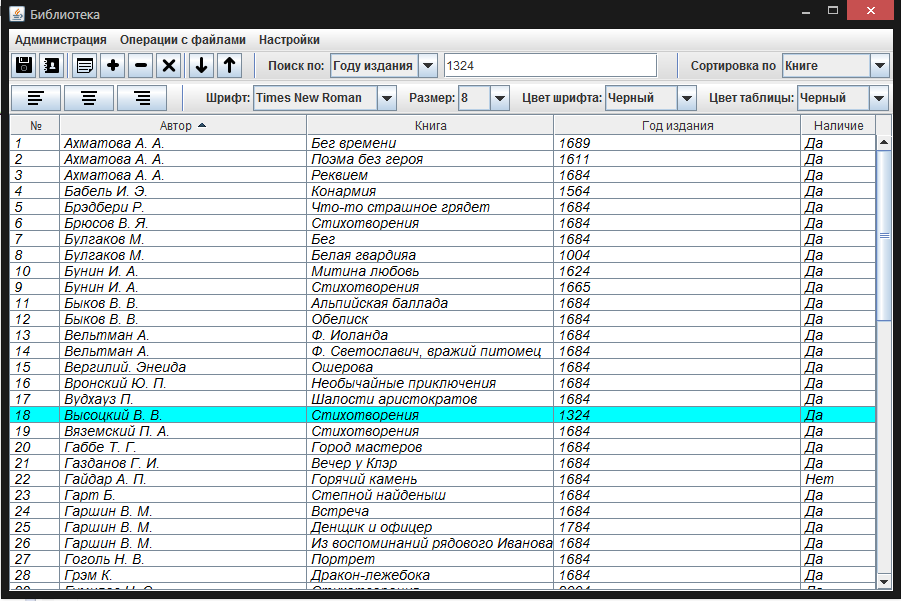 Библиотека
Администрация Операции с файлами Настройки
Поиск по: Году издания 1324 Сортировка по Книге
Шрифт: Times New Roman Размер: 8 Цвет шрифта: Черный Цвет таблицы: Черный
№ Автор Книга Год издания Наличие
1 Ахматова А. А. Бег времени 1689 Да
2 Ахматова А. А. Поэма без героя 1611 Да
3 Ахматова А. А. Реквием 1684 Да
4 Бабель И. Э. Конармия 1564 Да
5 Брэдбери Р. Что-то страшное грядет 1684 Да
6 Брюсов В. Я. Стихотворения 1684 Да
7 Булгаков М. Бег 1684 Да
8 Булгаков М. Белая гвардияа 1004 Да
10 Бунин И. А. Митина любовь 1624 Да
9 Бунин И. А. Стихотворения 1665 Да
11 Быков В. В. Альпийская баллада 1684 Да
12 Быков В. В. Обелиск 1684 Да
13 Вельтман А. Ф. Иоланда 1684 Да
14 Вельтман А. Ф. Светославич, вражий питомец 1684 Да
15 Вергилий. Энеида Ошерова 1684 Да
16 Вронский Ю. П. Необычайные приключения 1684 Да
17 Вудхауз П. Шалости аристократов 1684 Да
18 Высоцкий В. В. Стихотворения 1324 Да
19 Вяземский П. А. Стихотворения 1684 Да
20 Габбе Т. Г. Город мастеров 1684 Да
21 Газданов Г. И. Вечер у Клэр 1684 Да
22 Гайдар А. П. Горячий камень 1684 Нет
23 Гарт Б. Степной найденыш 1684 Да
24 Гаршин В. М. Встреча 1684 Да
25 Гаршин В. М. Денщик и офицер 1784 Да
26 Гаршин В. М. Из воспоминаний рядового Иванова 1684 Да
27 Гоголь Н. В. Портрет 1684 Да
28 Грэм К. Дракон-лежебока 1684 Да